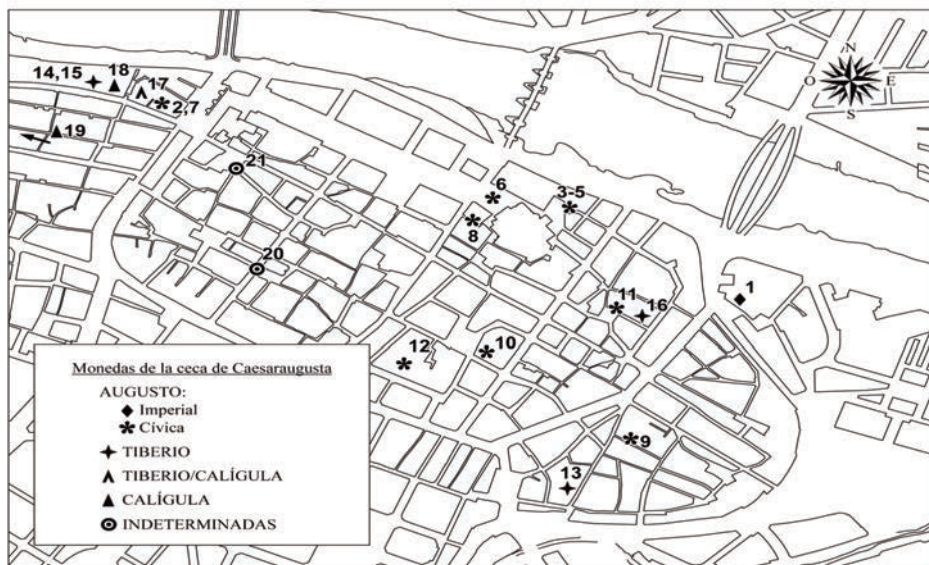 N
O E
S
14,15 18 17
2,7
19
21
6
3-5
8
20
1
11 16
12 10
9
13
Monedas de la ceca de Caesaraugusta
AUGUSTO:
Imperial
Cívica
TIBERIO
TIBERIO/CALÍGULA
CALÍGULA
INDETERMINADAS